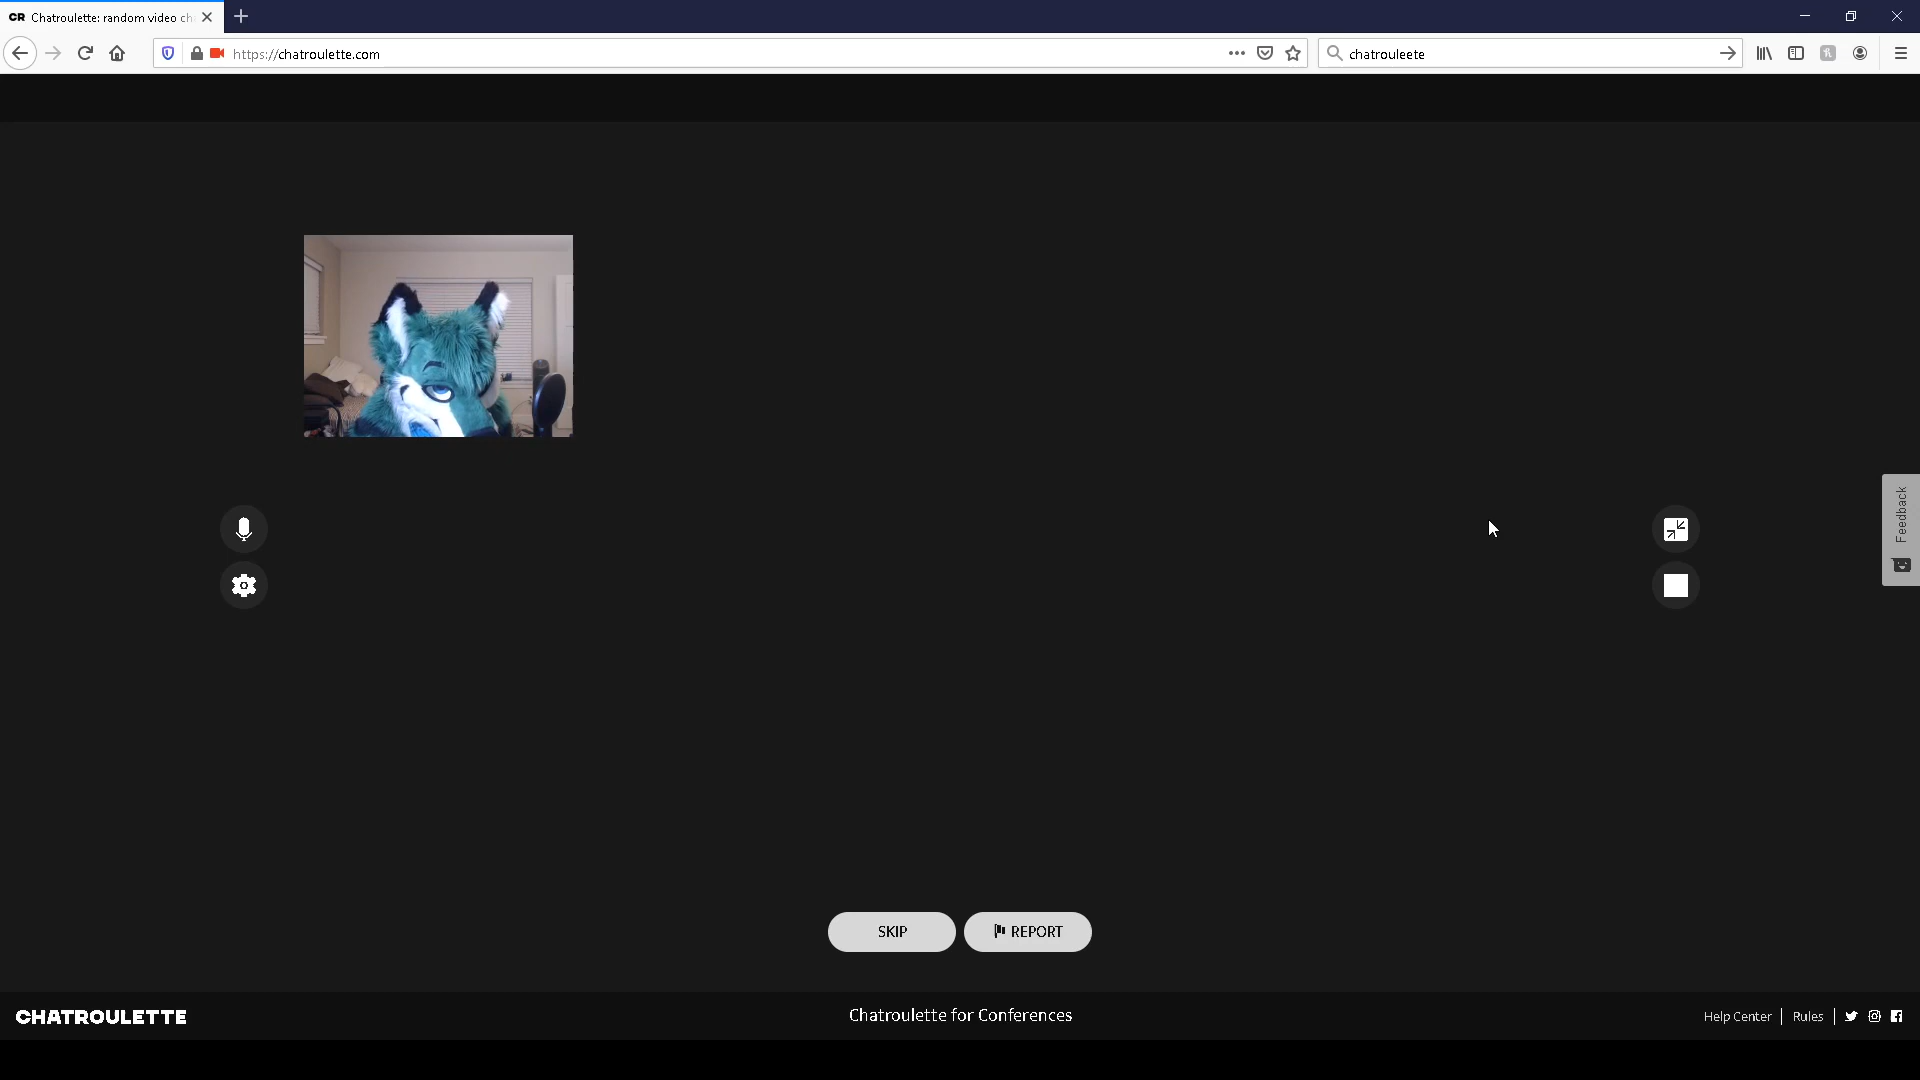 CR Chatroulette: random video ch
https://chatroulette.com
chatrouleete
Feedback
SKIP
REPORT
CHATROULETTE
Chatroulette for Conferences
Help Center
Rules